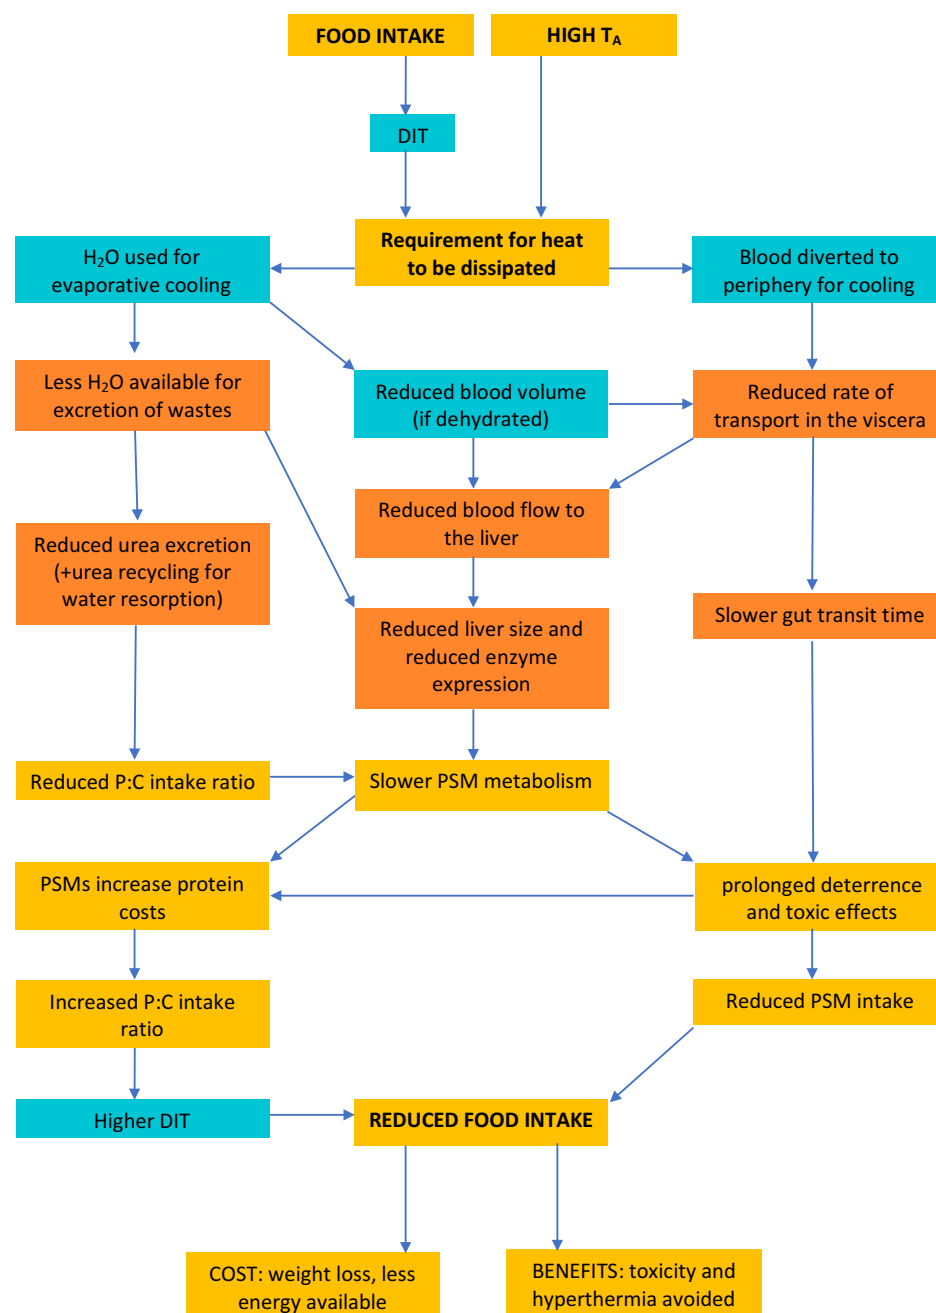 FOOD INTAKE
HIGH T_A
DIT
Requirement for heat
to be dissipated
H₂O used for
evaporative cooling
Blood diverted to
periphery for cooling
Less H₂O available for
excretion of wastes
Reduced blood volume
(if dehydrated)
Reduced rate of
transport in the viscera
Reduced blood flow to
the liver
Reduced urea excretion
(+urea recycling for
water resorption)
Slower gut transit time
Reduced liver size and
reduced enzyme
expression
Reduced P:C intake ratio
Slower PSM metabolism
PSMs increase protein
costs
prolonged deterrence
and toxic effects
Increased P:C intake
ratio
Reduced PSM intake
Higher DIT
REDUCED FOOD INTAKE
COST: weight loss, less
energy available
BENEFITS: toxicity and
hyperthermia avoided